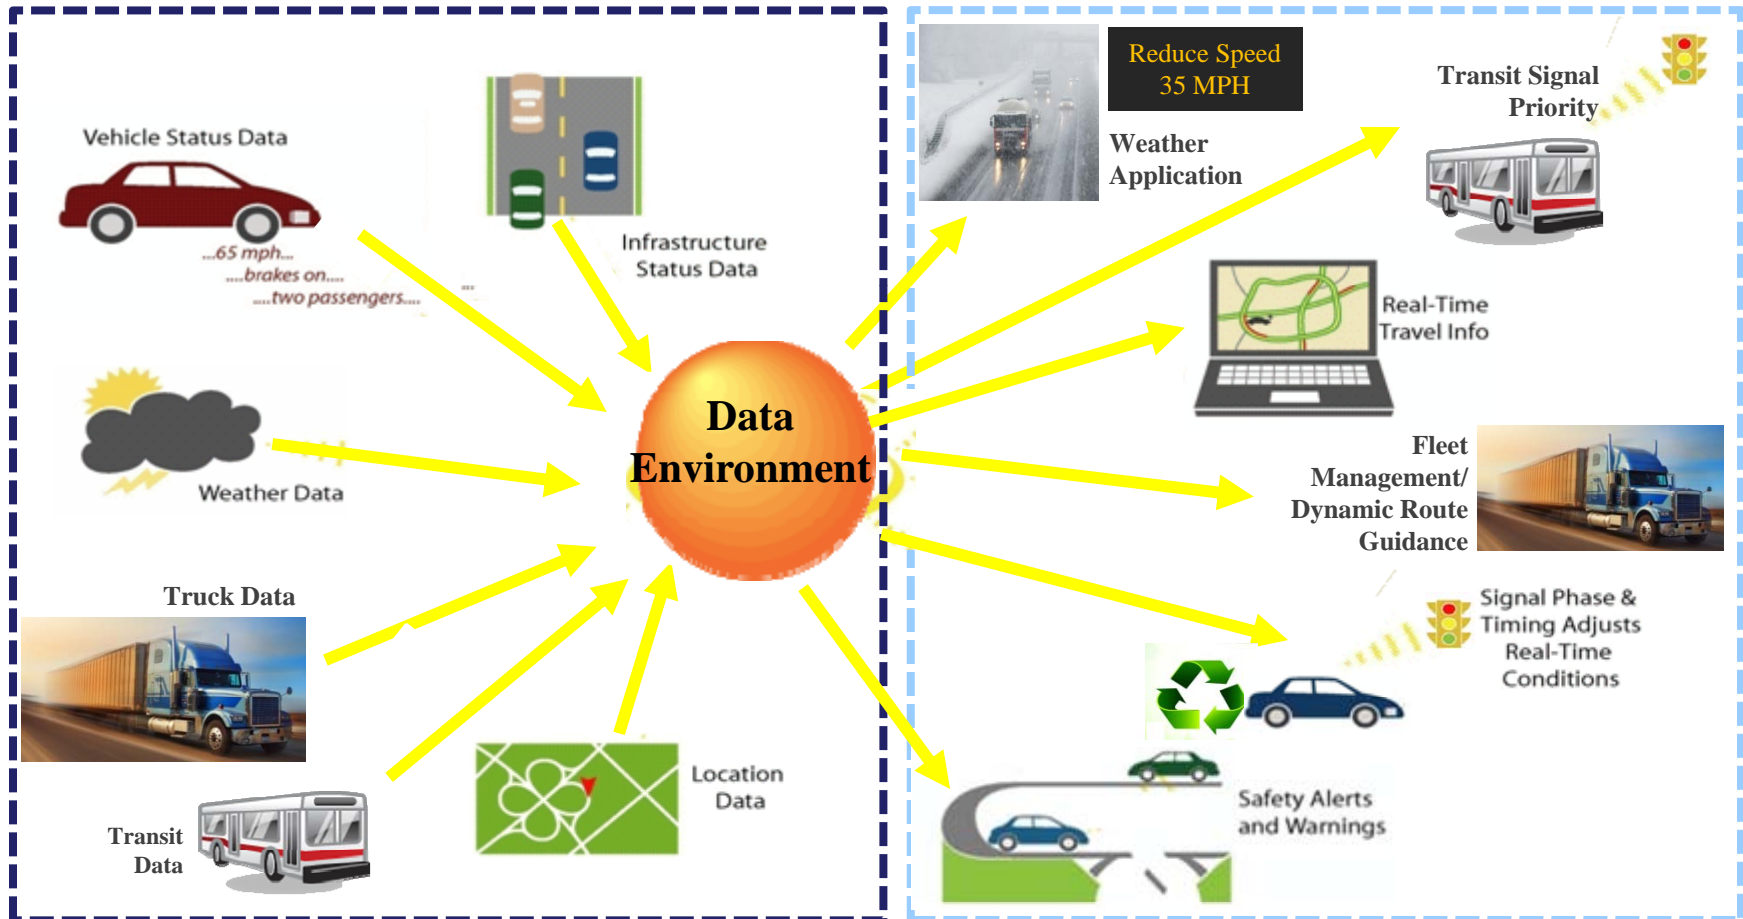 Vehicle Status Data
...65 mph...
....brakes on....
....two passengers....
...
Infrastructure
Status Data
Weather Data
Truck Data
Transit
Data
Location
Data
Data
Environment
Reduce Speed
35 MPH
Weather
Application
Transit Signal
Priority
Real-Time
Travel Info
Fleet
Management/
Dynamic Route
Guidance
Signal Phase &
Timing Adjusts
Real-Time
Conditions
Safety Alerts
and Warnings